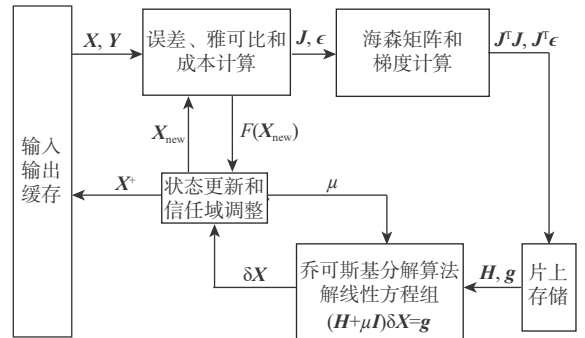 X, Y
误差、雅可比和
成本计算
J, ϵ
海森矩阵和
梯度计算
JᵀJ, Jᵀϵ
输入
输出
缓存
X_new
F(X_new)
X⁺
状态更新和
信任域调整
μ
δX
乔可斯基分解算法
解线性方程组
(H+μI)δX=g
H, g
片上
存储